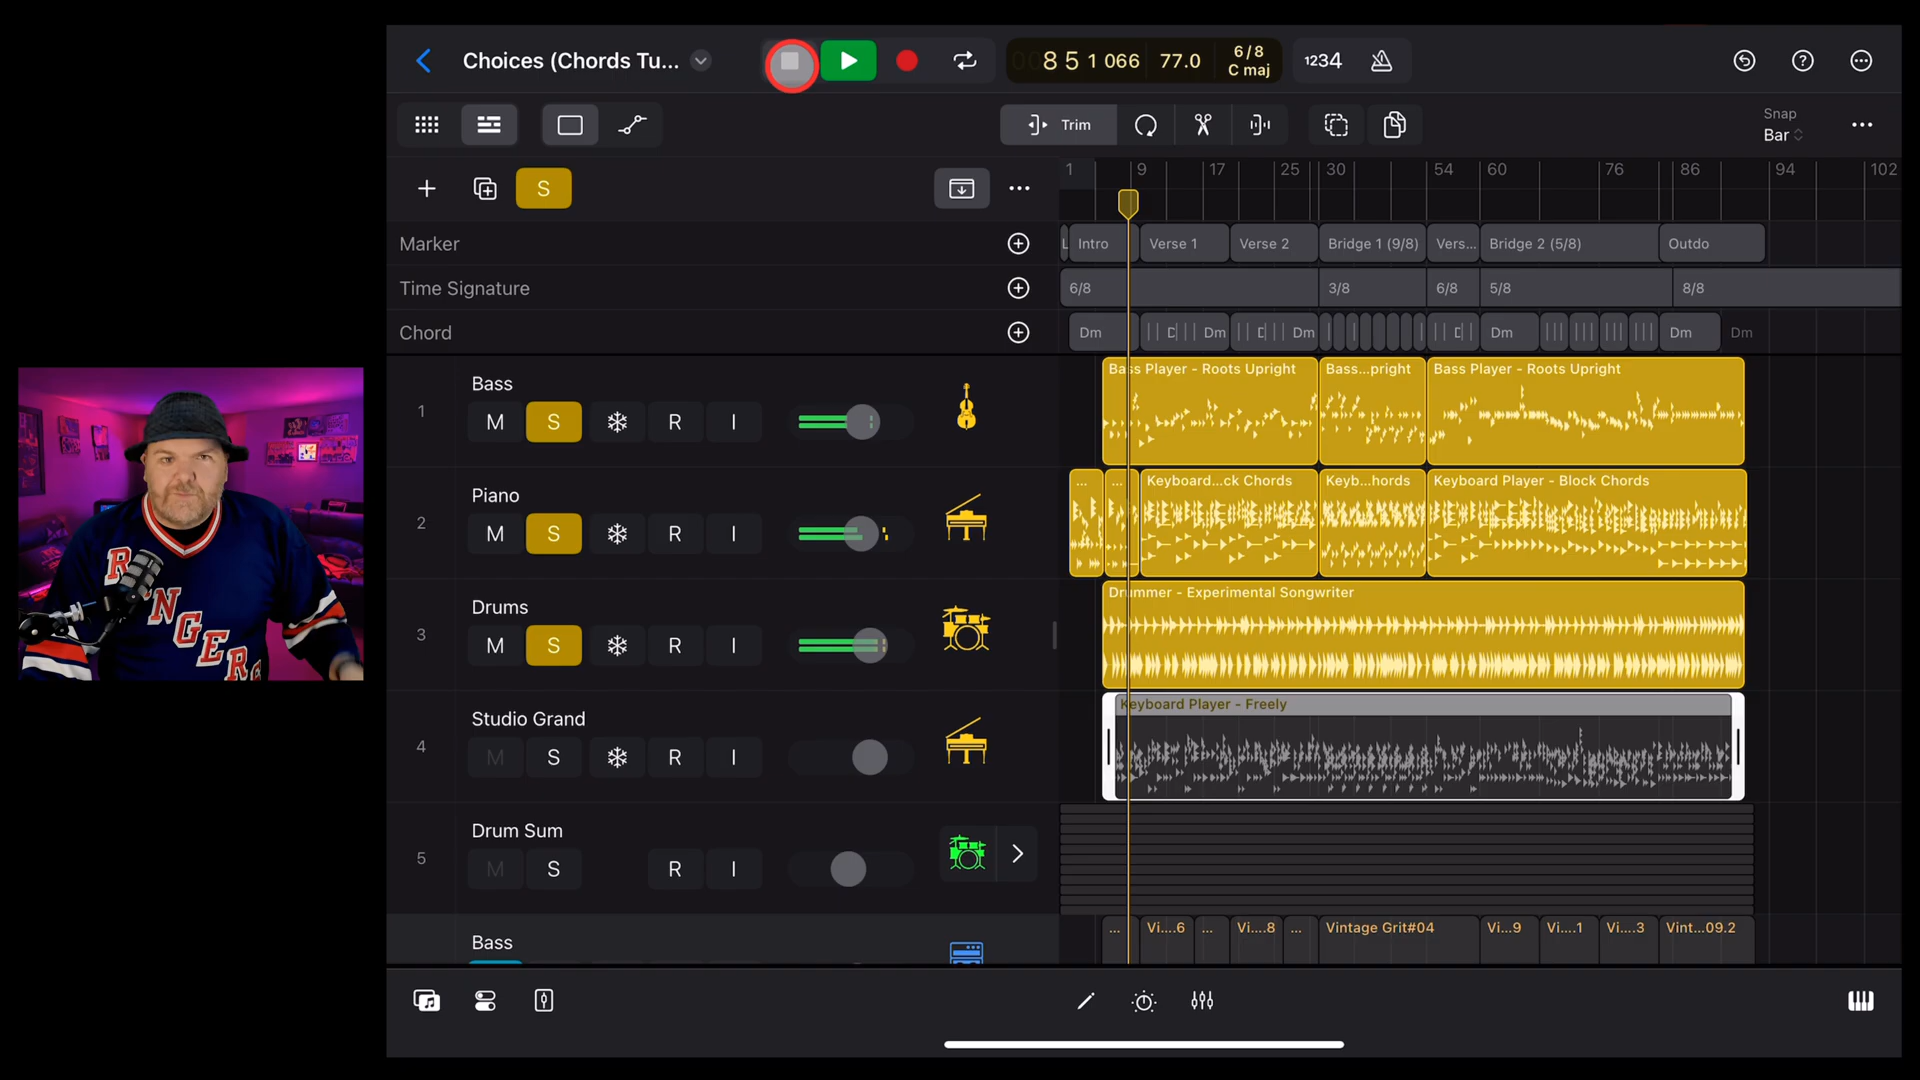 Choices (Chords Tu...
8 5 1 066
77.0
6/8
C maj
1234
Trim
Snap
Bar
S
1 9 17 25 30 54 60 76 86 94 102
Marker
L Intro Verse 1 Verse 2 Bridge 1 (9/8) Vers... Bridge 2 (5/8) Outdo
Time Signature
6/8 3/8 6/8 5/8 8/8
Chord
Dm Dm Dm Dm Dm Dm
1
Bass
M S R I
Bass Player - Roots Upright
Bass...pright
Bass Player - Roots Upright
2
Piano
M S R I
...
...
Keyboard...ck Chords
Keyb...hords
Keyboard Player - Block Chords
3
Drums
M S R I
Drummer - Experimental Songwriter
4
Studio Grand
M S R I
Keyboard Player - Freely
5
Drum Sum
M S R I
Bass
... Vi....6 ... Vi....8 ... Vintage Grit#04 Vi...9 Vi....1 Vi....3 Vint...09.2
RANGERS